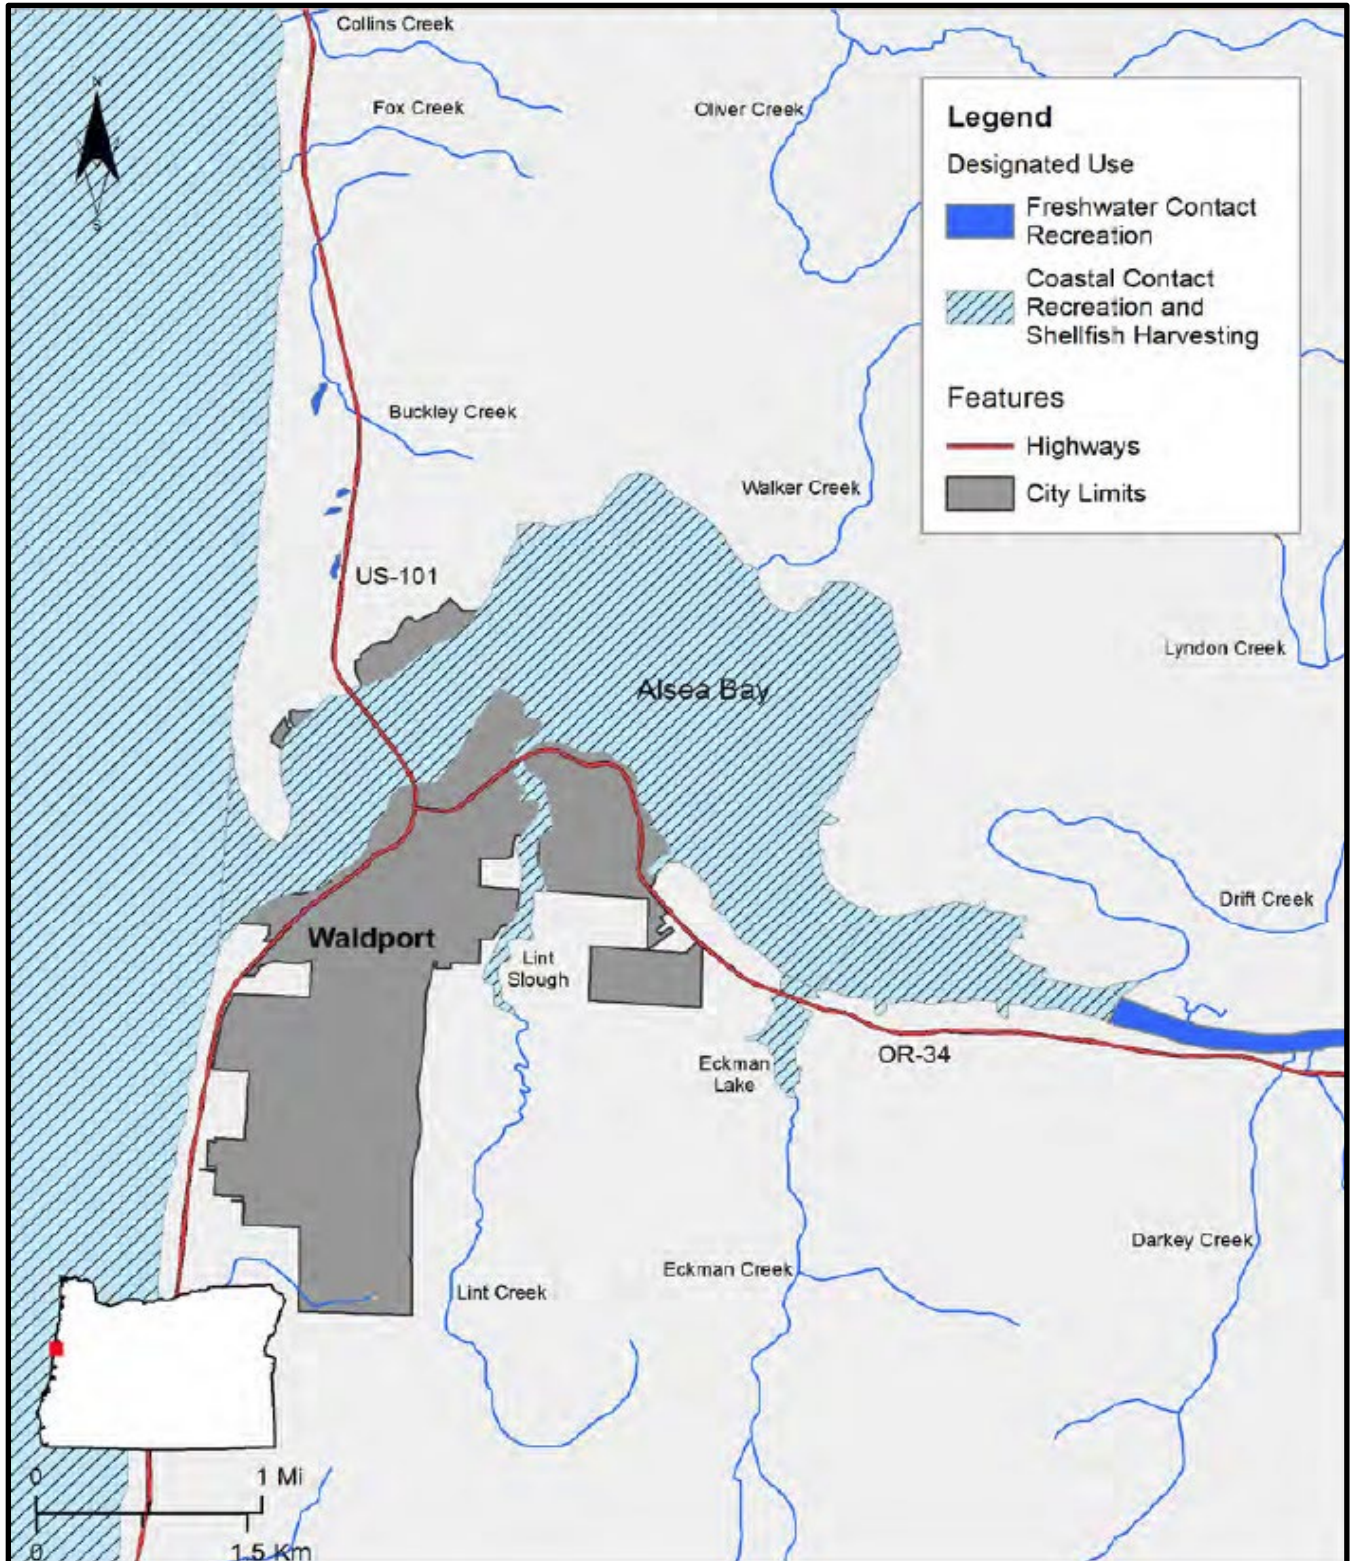 Collins Creek
Fox Creek
Oliver Creek
N
S
Legend
Designated Use
Freshwater Contact
Recreation
Coastal Contact
Recreation and
Shellfish Harvesting
Features
Highways
City Limits
Buckley Creek
Walker Creek
US-101
Lyndon Creek
Alsea Bay
Drift Creek
Waldport
Lint
Slough
OR-34
Eckman
Lake
Darkey Creek
Eckman Creek
Lint Creek
0 1 Mi
0 1.5 Km